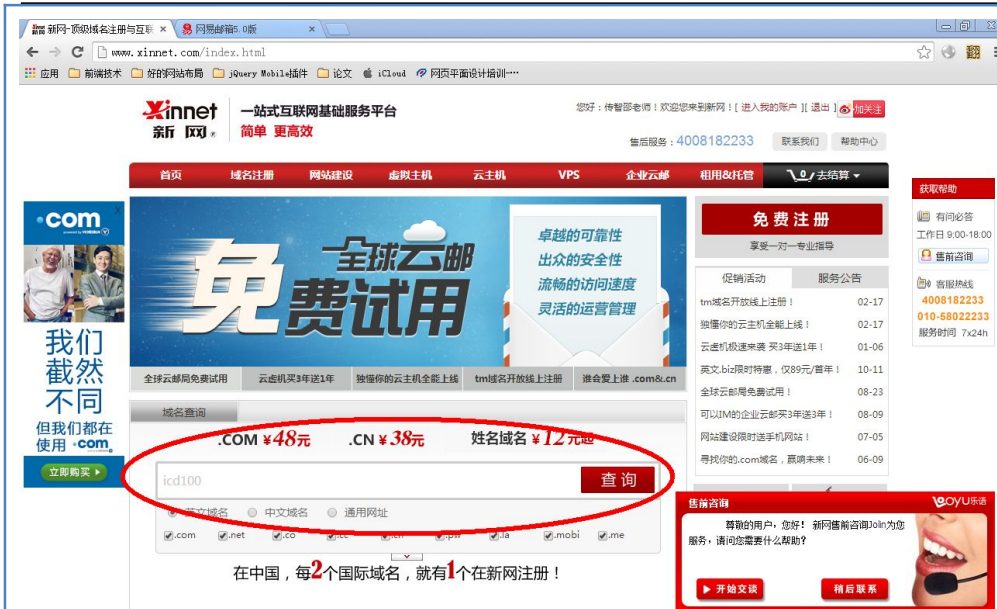 新网-顶级域名注册与互联
网易邮箱5.0版
www.xinnet.com/index.html
应用 前端技术 好的网站布局 jQuery Mobile插件 论文 iCloud 网页平面设计培训……
Xinnet
新网®
一站式互联网基础服务平台
简单 更高效
您好：传智邵老师！欢迎您来到新网！[ 进入我的账户 ][ 退出 ] 加关注
售后服务：4008182233 联系我们 帮助中心
首页 域名注册 网站建设 虚拟主机 云主机 VPS 企业云邮 租用&托管 0 去结算
.com
我们
截然
不同
但我们都在
使用 .com
立即购买
免费试用
全球云邮
卓越的可靠性
出众的安全性
流畅的访问速度
灵活的运营管理
全球云邮局免费试用 云虚机买3年送1年 独懂你的云主机全能上线 tm域名开放线上注册 谁会爱上谁 .com&.cn
免费注册
享受一对一专业指导
促销活动 服务公告
tm域名开放线上注册！ 02-17
独懂你的云主机全能上线！ 02-17
云虚机极速来袭 买3年送1年！ 01-06
英文.biz限时特惠，仅89元/首年！ 10-11
全球云邮局免费试用！ 08-23
可以IM的企业云邮买3年送3年！ 08-09
网站建设限时送手机网站！ 07-05
寻找你的.com域名，赢响未来！ 06-09
获取帮助
有问必答
工作日 9:00-18:00
售前咨询
客服热线
4008182233
010-58022233
服务时间 7x24h
域名查询
.COM ¥48元 .CN ¥38元 姓名域名 ¥12元起
icd100 查询
英文域名 中文域名 通用网址
.com .net .co .cc .cn .pw .la .mobi .me
在中国，每2个国际域名，就有1个在新网注册！
售前咨询 BOYU乐语
尊敬的用户，您好！ 新网售前咨询Jolin为您
服务，请问您需要什么帮助？
开始交谈 稍后联系